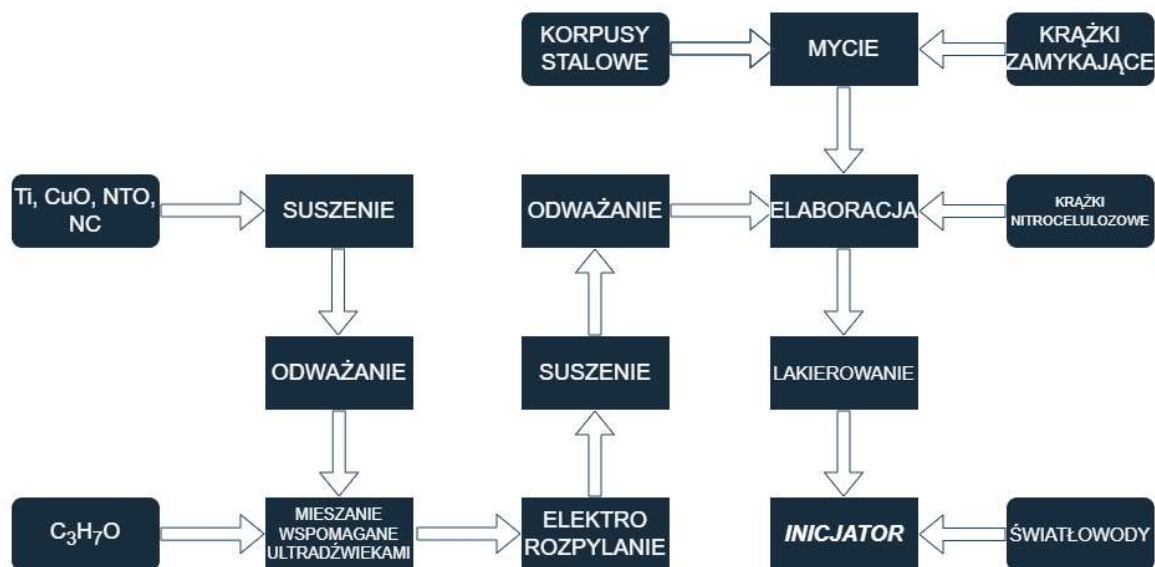 KORPUSY
STALOWE
MYCIE
KRĄŻKI
ZAMYKAJĄCE
Ti, CuO, NTO,
NC
SUSZENIE
ODWAŻANIE
ELABORACJA
KRĄŻKI
NITROCELULOZOWE
ODWAŻANIE
SUSZENIE
LAKIEROWANIE
C₃H₇O
MIESZANIE
WSPOMAGANE
ULTRADŹWIEKAMI
ELEKTRO
ROZPYLANIE
INICJATOR
ŚWIATŁOWODY